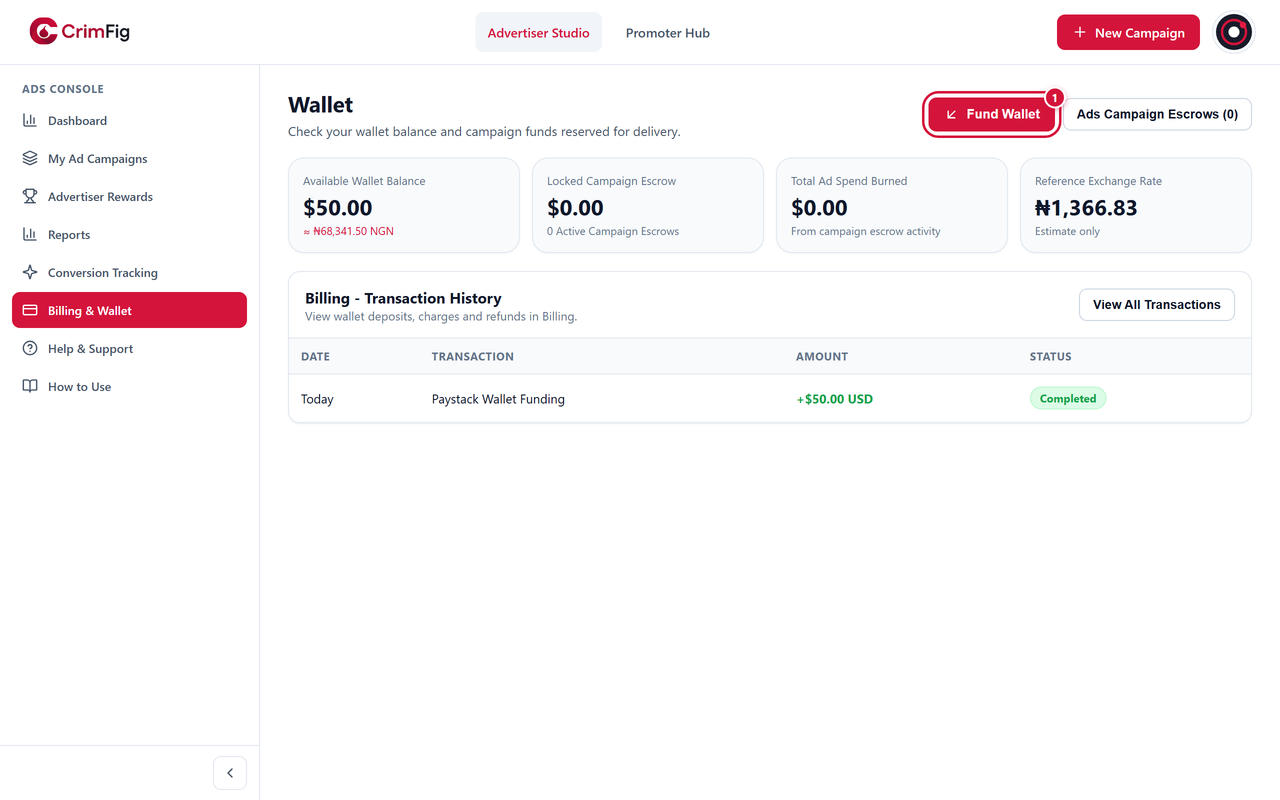 CrimFig
Advertiser Studio
Promoter Hub
+ New Campaign
ADS CONSOLE
Dashboard
My Ad Campaigns
Advertiser Rewards
Reports
Conversion Tracking
Billing & Wallet
Help & Support
How to Use
Wallet
Check your wallet balance and campaign funds reserved for delivery.
Fund Wallet
1
Ads Campaign Escrows (0)
Available Wallet Balance
$50.00
≈ ₦68,341.50 NGN
Locked Campaign Escrow
$0.00
0 Active Campaign Escrows
Total Ad Spend Burned
$0.00
From campaign escrow activity
Reference Exchange Rate
₦1,366.83
Estimate only
Billing - Transaction History
View wallet deposits, charges and refunds in Billing.
View All Transactions
DATE TRANSACTION AMOUNT STATUS
Today Paystack Wallet Funding +$50.00 USD Completed